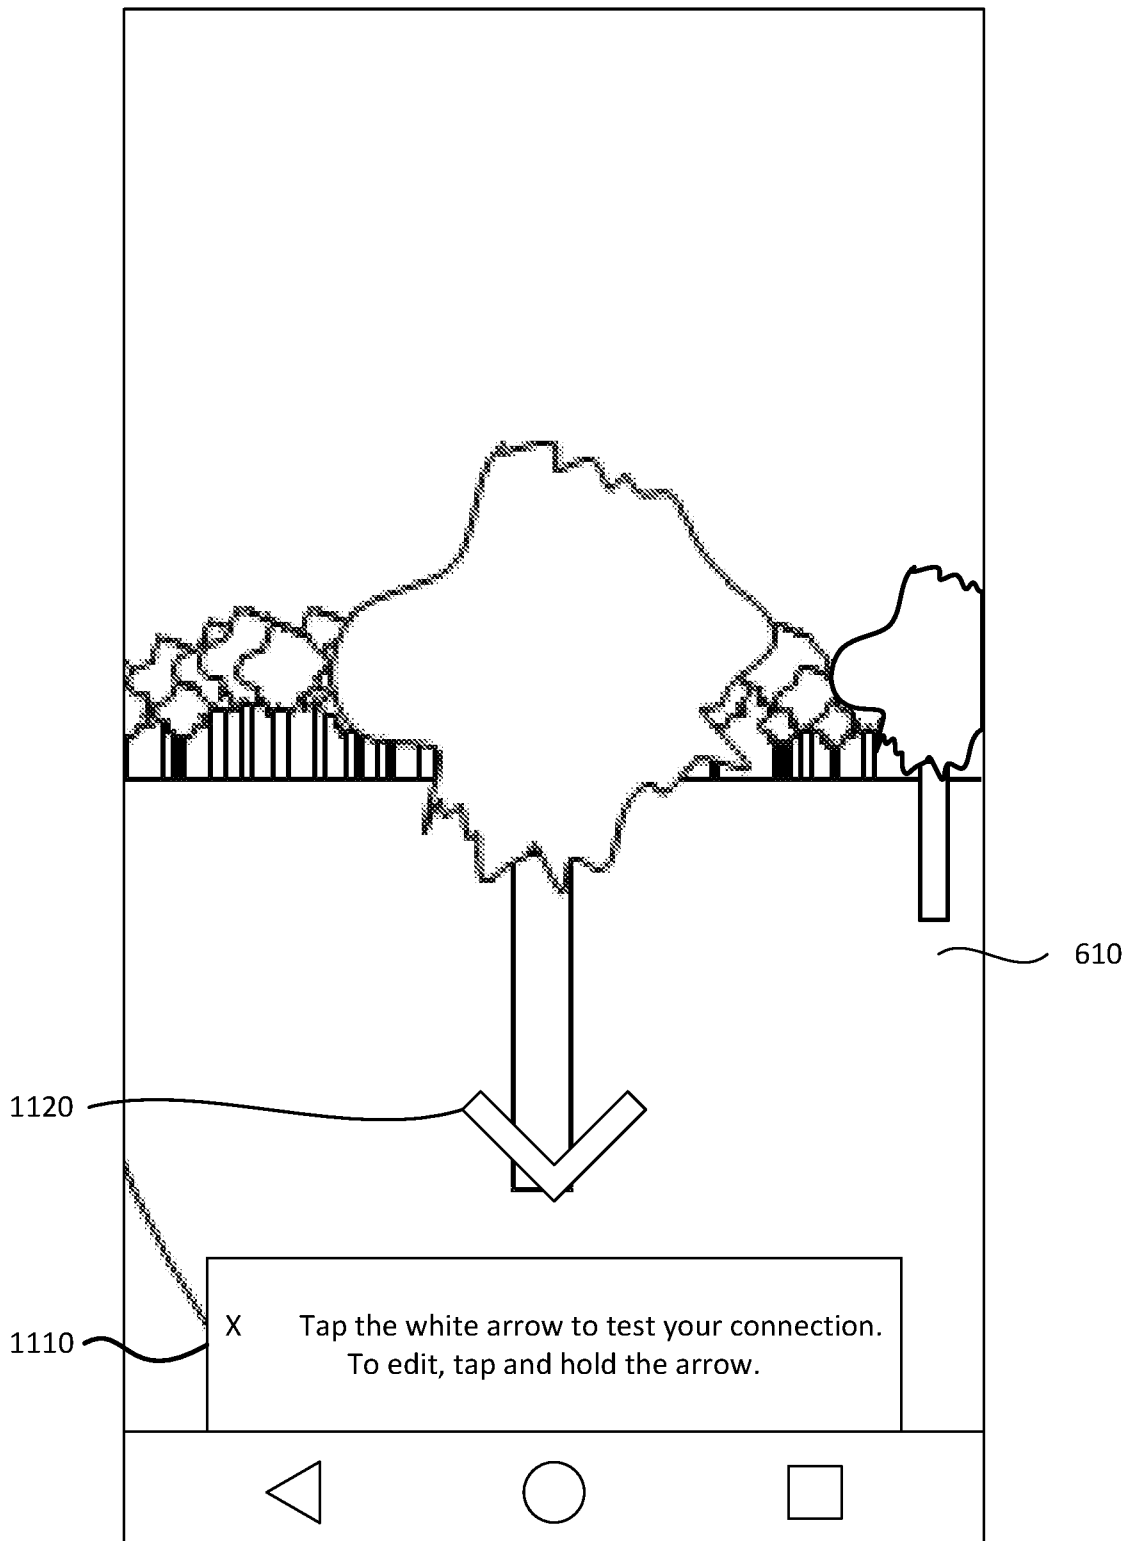 610
1120
1110
X Tap the white arrow to test your connection.
To edit, tap and hold the arrow.